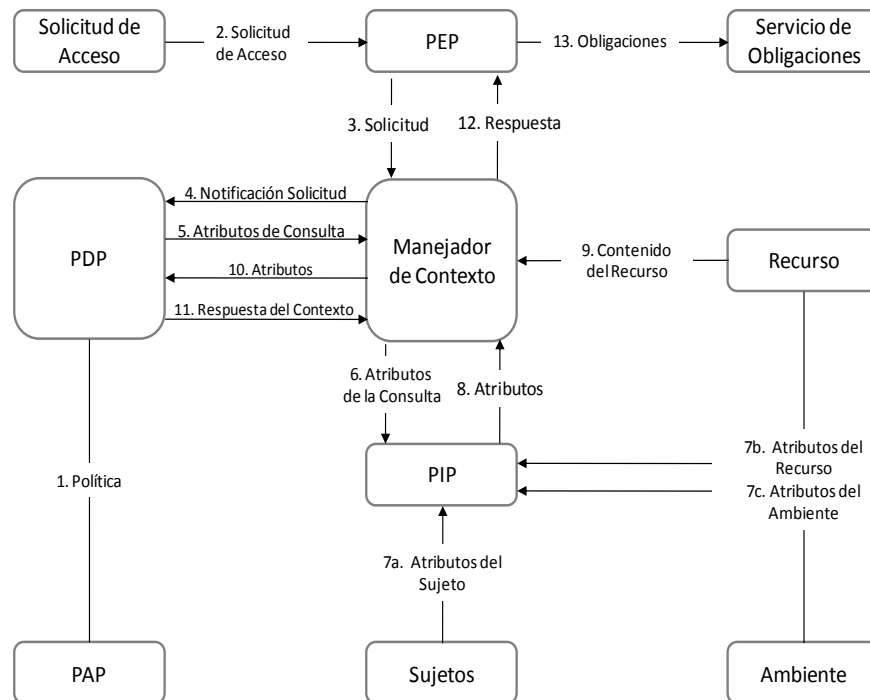 Solicitud de
Acceso
2. Solicitud
de Acceso
PEP
13. Obligaciones
Servicio de
Obligaciones
3. Solicitud
12. Respuesta
4. Notificación Solicitud
5. Atributos de Consulta
PDP
10. Atributos
11. Respuesta del Contexto
Manejador
de Contexto
9. Contenido
del Recurso
Recurso
6. Atributos
de la Consulta
8. Atributos
1. Política
PIP
7b. Atributos del
Recurso
7c. Atributos del
Ambiente
7a. Atributos del
Sujeto
PAP
Sujetos
Ambiente